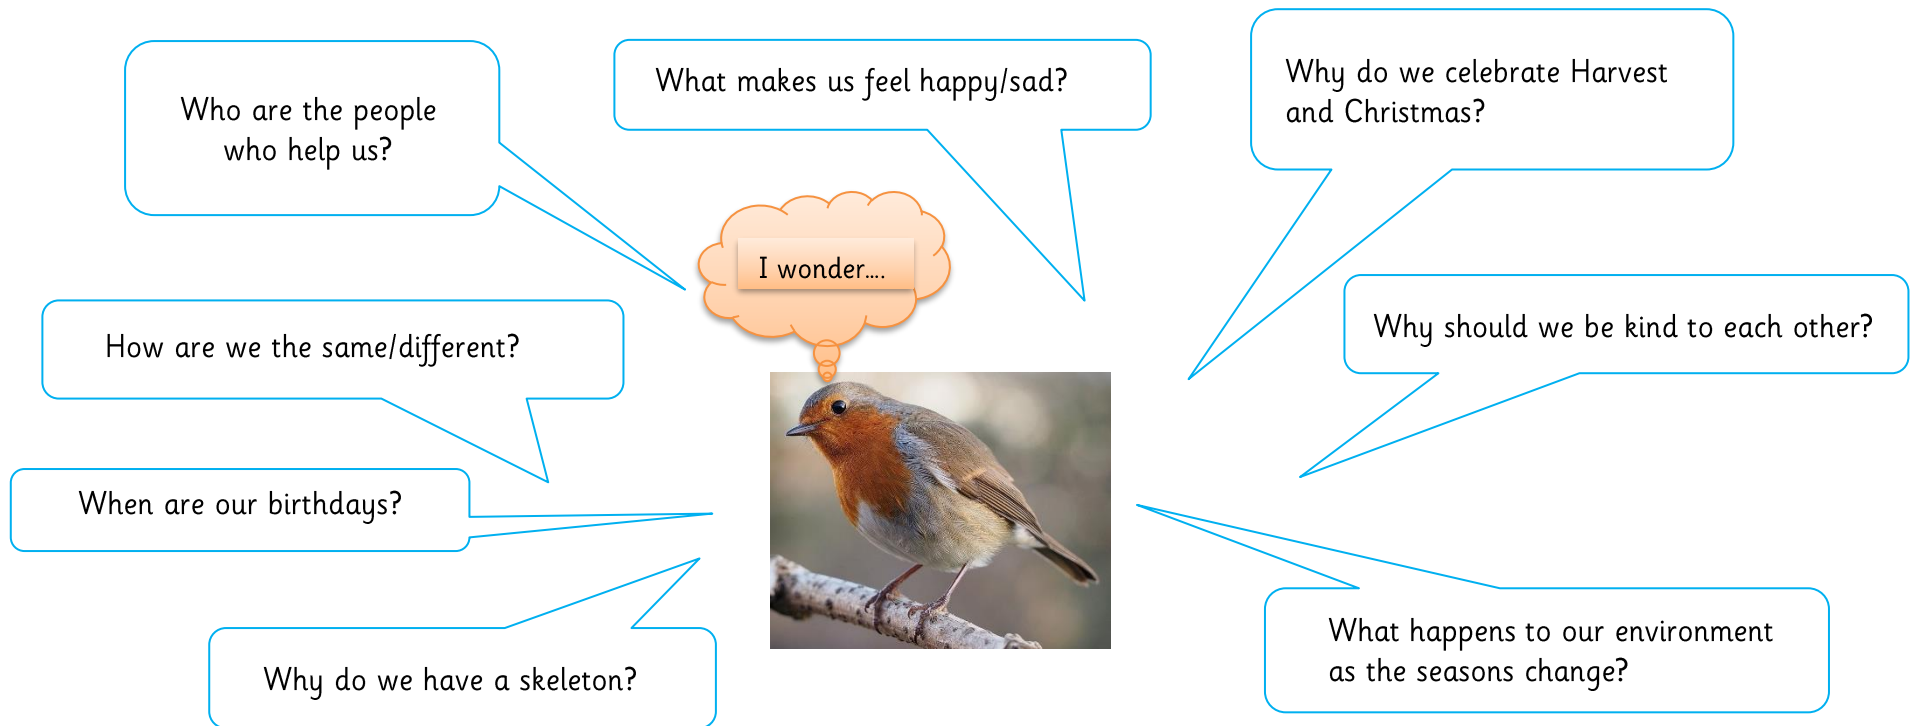 Who are the people
who help us?
What makes us feel happy/sad?
Why do we celebrate Harvest
and Christmas?
I wonder....
How are we the same/different?
Why should we be kind to each other?
When are our birthdays?
Why do we have a skeleton?
What happens to our environment
as the seasons change?